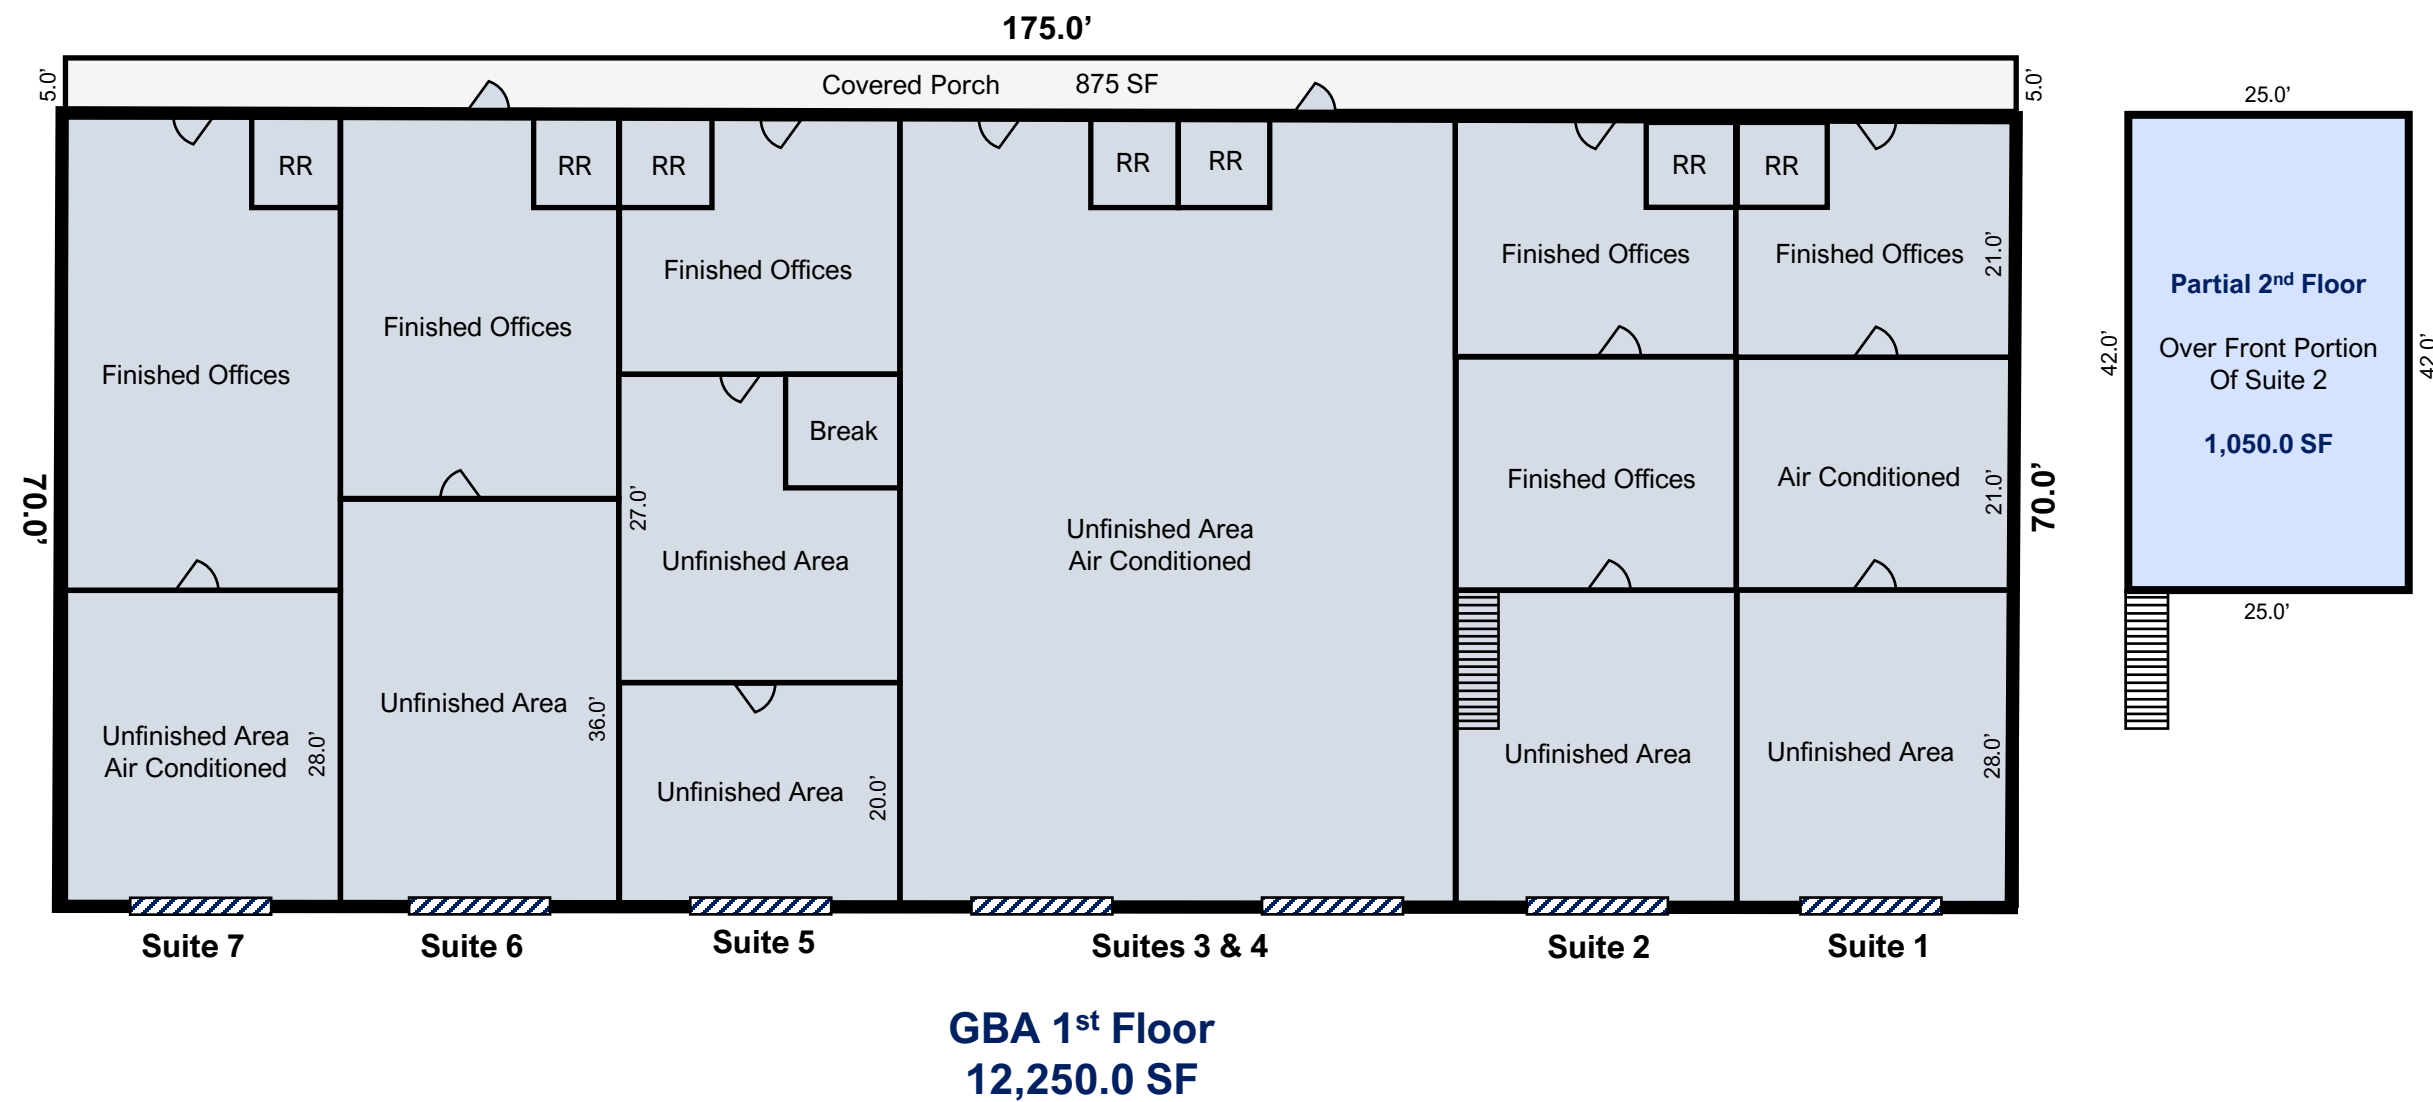 175.0’
5.0’
Covered Porch 875 SF
5.0’
RR
RR
RR
RR
RR
RR
RR
Finished Offices
Finished Offices
Finished Offices
Finished Offices
Finished Offices
21.0’
Finished Offices
Air Conditioned
21.0’
Break
27.0’
Unfinished Area
Unfinished Area
Air Conditioned
70.0’
70.0’
Unfinished Area
Air Conditioned
28.0’
Unfinished Area
36.0’
Unfinished Area
20.0’
Unfinished Area
Unfinished Area
28.0’
Suite 7
Suite 6
Suite 5
Suites 3 & 4
Suite 2
Suite 1
GBA 1st Floor
12,250.0 SF
25.0’
Partial 2nd Floor
Over Front Portion
Of Suite 2
1,050.0 SF
42.0’
42.0’
25.0’